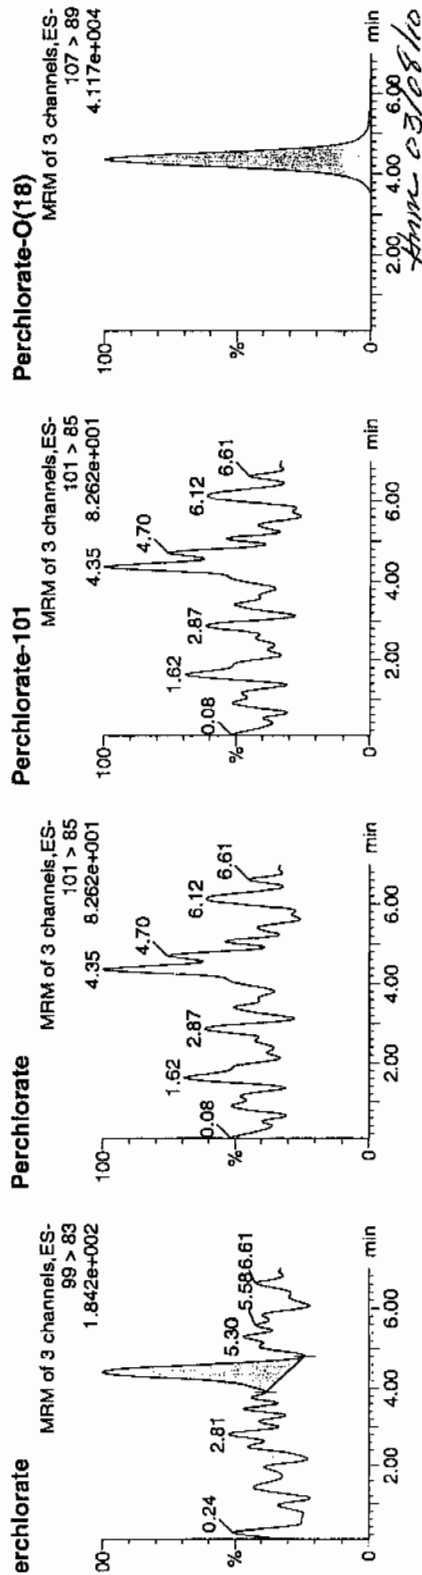 erchlorate
MRM of 3 channels,ES-
99 > 83
1.842e+002
00
%
0
0.24
2.81
5.30
5.58
6.61
2.00
4.00
6.00
min
Perchlorate
MRM of 3 channels,ES-
101 > 85
8.262e+001
100
%
0
0.08
1.62
2.87
4.35
4.70
6.12
6.61
2.00
4.00
6.00
min
Perchlorate-101
MRM of 3 channels,ES-
101 > 85
8.262e+001
100
%
0
0.08
1.62
2.87
4.35
4.70
6.12
6.61
2.00
4.00
6.00
min
Perchlorate-O(18)
MRM of 3 channels,ES-
107 > 89
4.117e+004
100
%
0
2.00
4.00
6.00
min
03/08/10